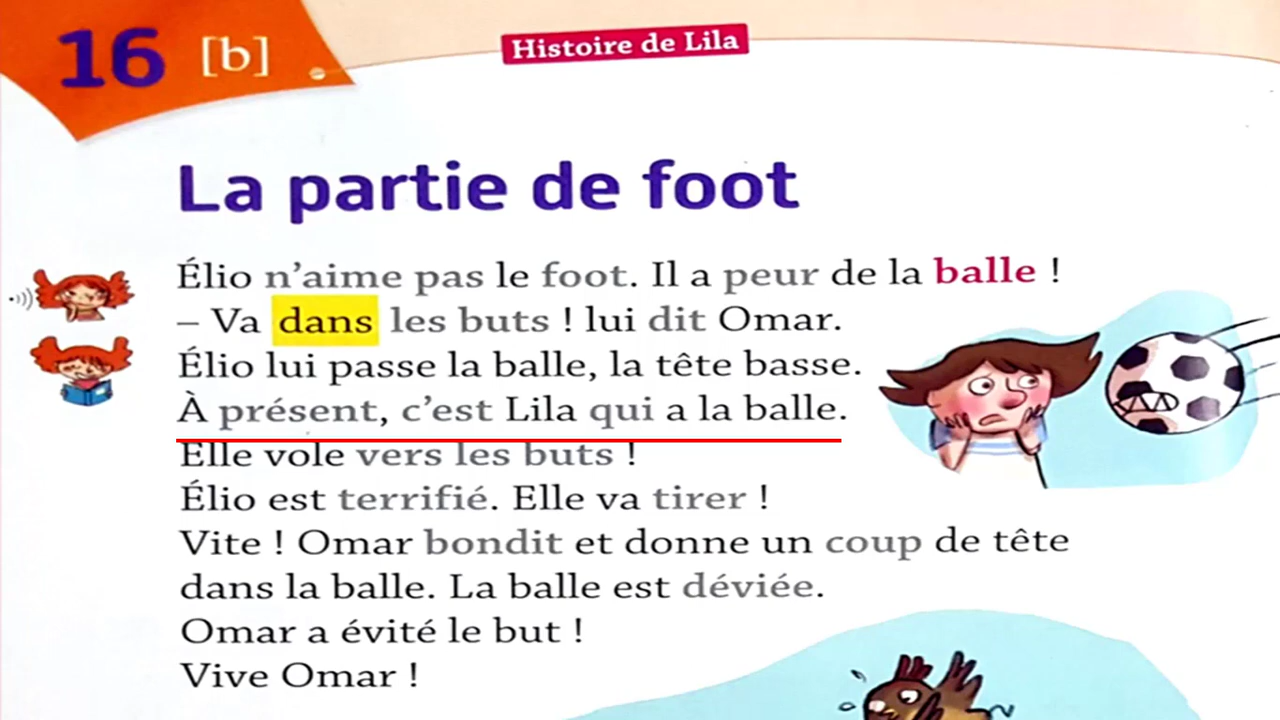 16 [b]
Histoire de Lila
La partie de foot
Élio n'aime pas le foot. Il a peur de la balle !
– Va dans les buts ! lui dit Omar.
Élio lui passe la balle, la tête basse.
À présent, c'est Lila qui a la balle.
Elle vole vers les buts !
Élio est terrifié. Elle va tirer !
Vite ! Omar bondit et donne un coup de tête
dans la balle. La balle est déviée.
Omar a évité le but !
Vive Omar !